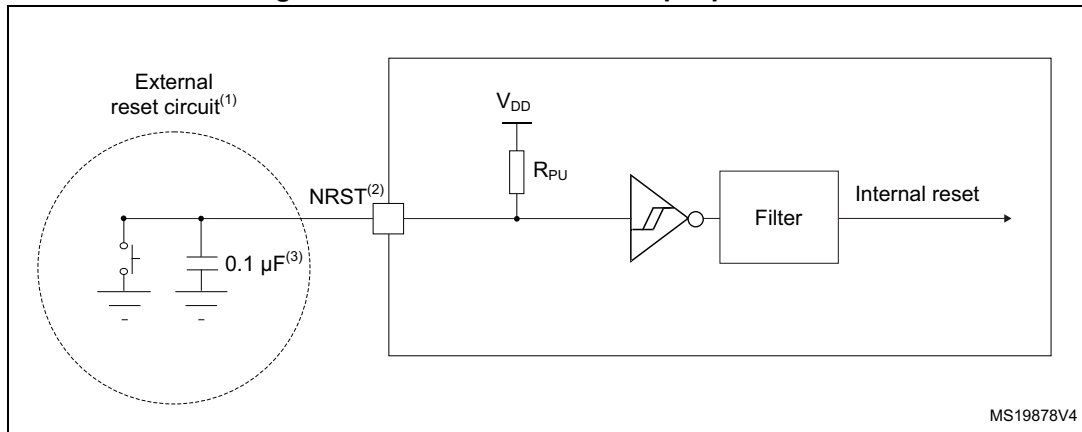 External
reset circuit(1)
VDD
RPU
NRST(2)
0.1 µF(3)
Filter
Internal reset
MS19878V4